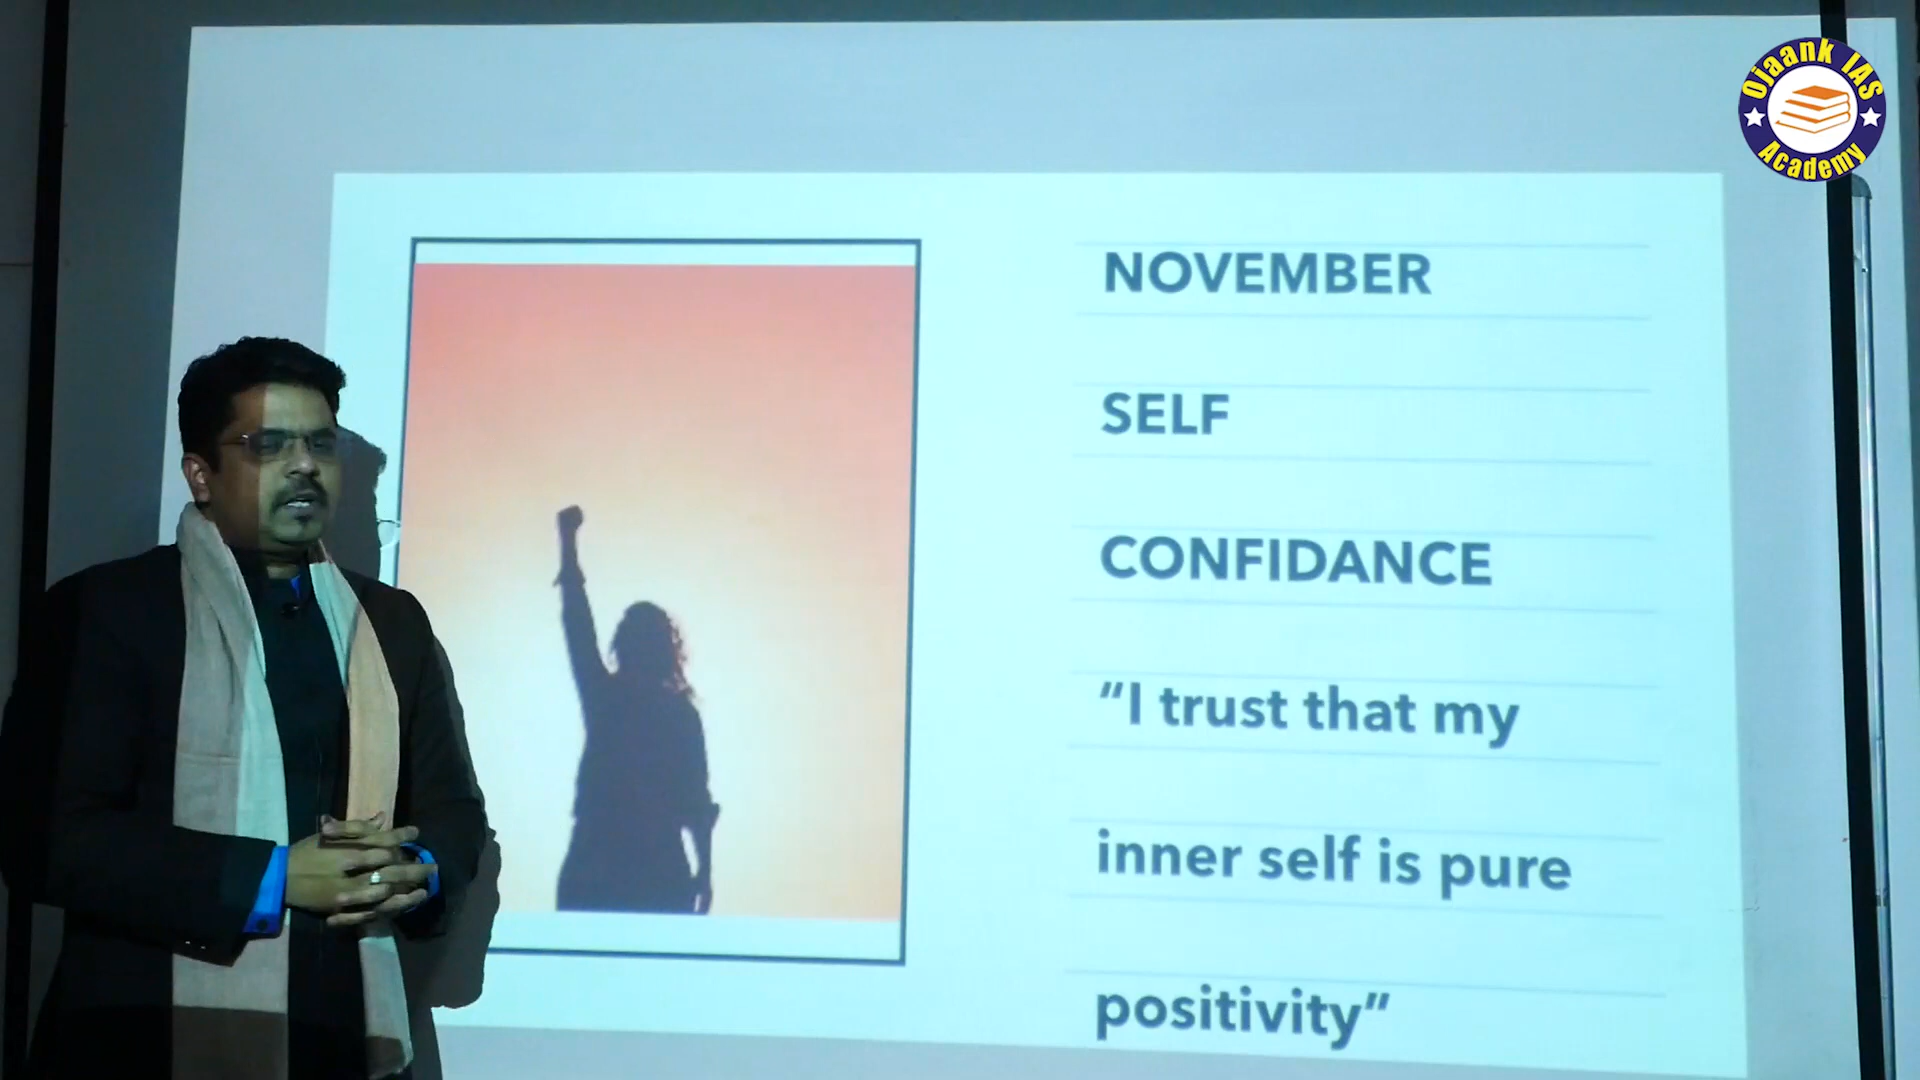 Ojaank IAS
Academy
NOVEMBER
SELF
CONFIDANCE
“I trust that my
inner self is pure
positivity”